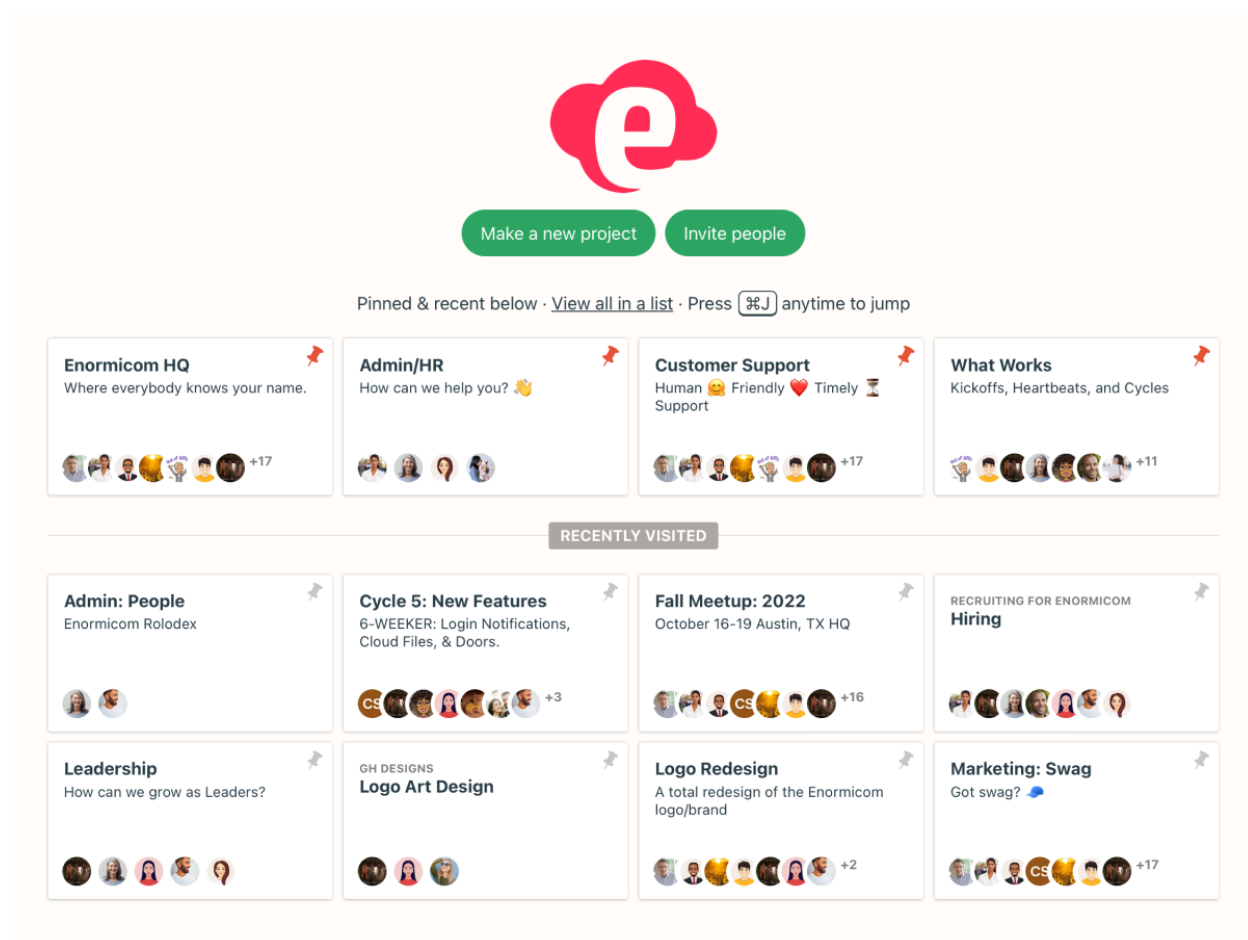 e
Make a new project
Invite people
Pinned & recent below · View all in a list · Press ⌘J anytime to jump
Enormicom HQ
Where everybody knows your name.
+17
Admin/HR
How can we help you? 👋
Customer Support
Human 🤗 Friendly ❤️ Timely ⏳
Support
+17
What Works
Kickoffs, Heartbeats, and Cycles
+11
RECENTLY VISITED
Admin: People
Enormicom Rolodex
Cycle 5: New Features
6-WEEKER: Login Notifications,
Cloud Files, & Doors.
CS
+3
Fall Meetup: 2022
October 16-19 Austin, TX HQ
CS
+16
RECRUITING FOR ENORMICOM
Hiring
Leadership
How can we grow as Leaders?
GH DESIGNS
Logo Art Design
Logo Redesign
A total redesign of the Enormicom
logo/brand
+2
Marketing: Swag
Got swag? 🧢
CS
+17